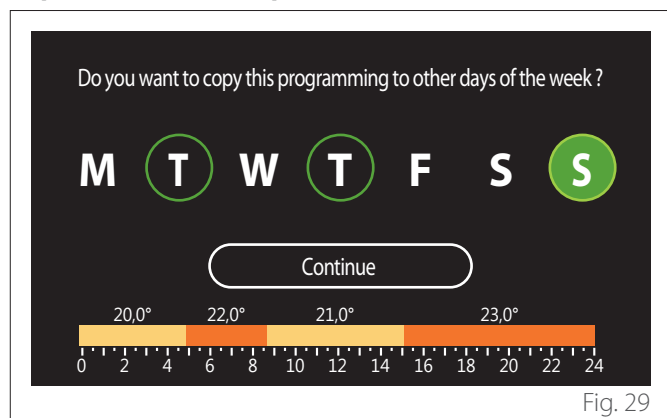 Do you want to copy this programming to other days of the week ?
M T W T F S S
Continue
20,0° 22,0° 21,0° 23,0°
0 2 4 6 8 10 12 14 16 18 20 22 24
Fig. 29